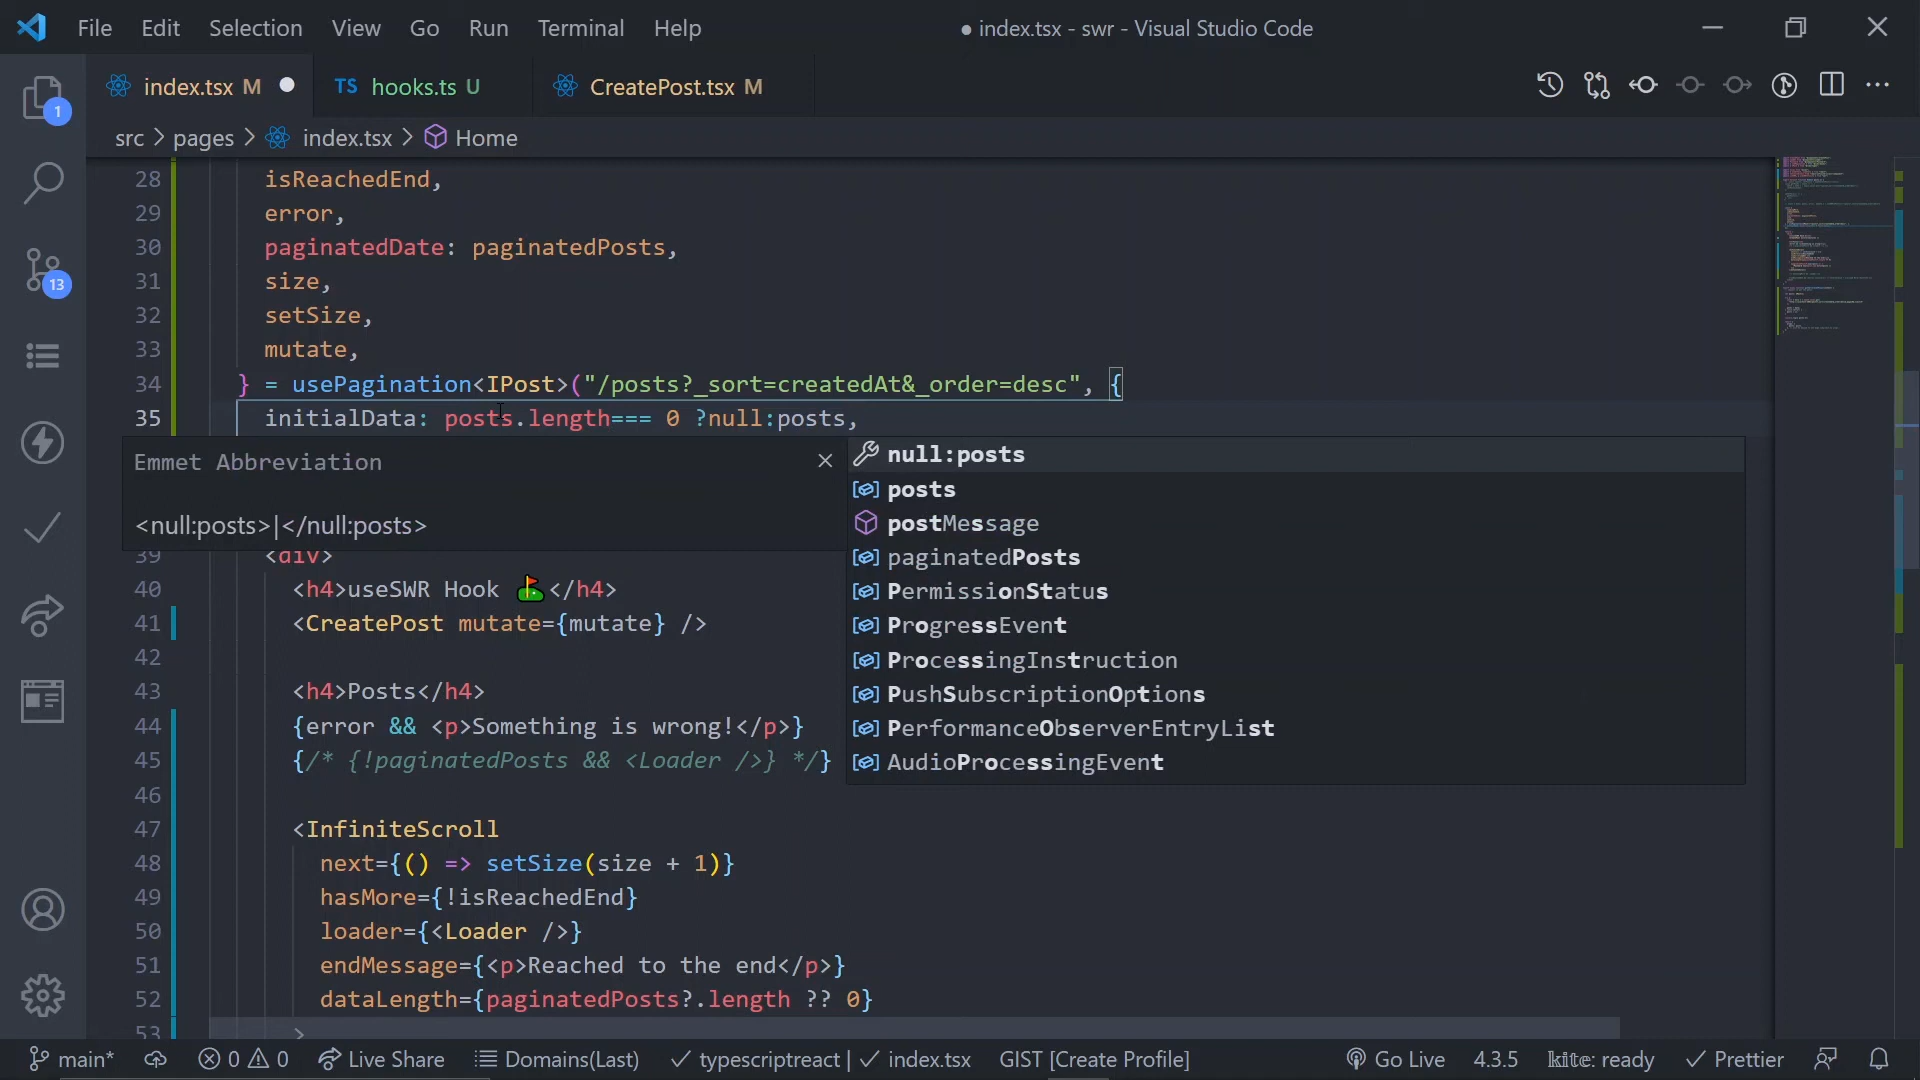 File Edit Selection View Go Run Terminal Help
● index.tsx - swr - Visual Studio Code
index.tsx M
TS hooks.ts U
CreatePost.tsx M
src > pages > index.tsx > Home
28 isReachedEnd,
29 error,
30 paginatedDate: paginatedPosts,
31 size,
32 setSize,
33 mutate,
34 } = usePagination<IPost>("/posts?_sort=createdAt&_order=desc", {
35 initialData: posts.length=== 0 ?null:posts,
Emmet Abbreviation
<null:posts>|</null:posts>
null:posts
posts
postMessage
paginatedPosts
PermissionStatus
ProgressEvent
ProcessingInstruction
PushSubscriptionOptions
PerformanceObserverEntryList
AudioProcessingEvent
39 <div>
40 <h4>useSWR Hook ⛳</h4>
41 <CreatePost mutate={mutate} />
42
43 <h4>Posts</h4>
44 {error && <p>Something is wrong!</p>}
45 {/* {!paginatedPosts && <Loader />} */}
46
47 <InfiniteScroll
48 next={() => setSize(size + 1)}
49 hasMore={!isReachedEnd}
50 loader={<Loader />}
51 endMessage={<p>Reached to the end</p>}
52 dataLength={paginatedPosts?.length ?? 0}
53 >
1
13
main* 0 0 Live Share Domains(Last) typescriptreact | index.tsx GIST [Create Profile] Go Live 4.3.5 kite: ready Prettier